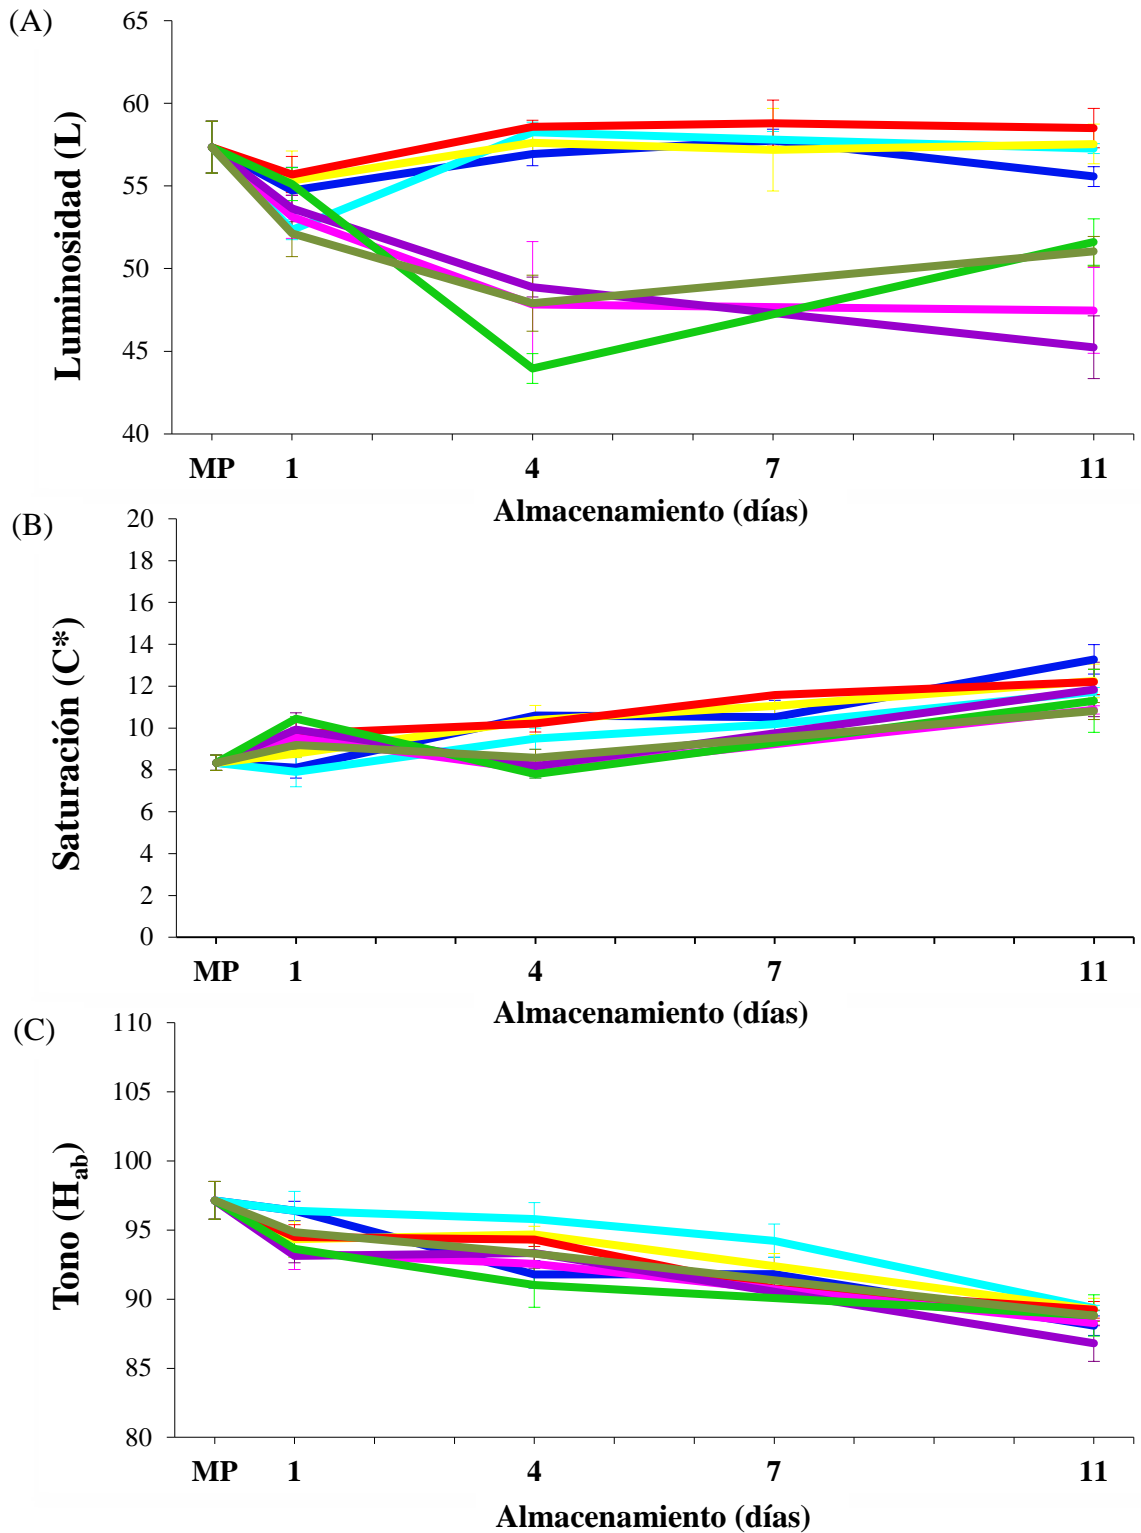 (A)
65
60
55
50
45
40
Luminosidad (L)
MP 1 4 7 11
Almacenamiento (días)
(B)
20
18
16
14
12
10
8
6
4
2
0
Saturación (C*)
MP 1 4 7 11
Almacenamiento (días)
(C)
110
105
100
95
90
85
80
Tono (Hab)
MP 1 4 7 11
Almacenamiento (días)